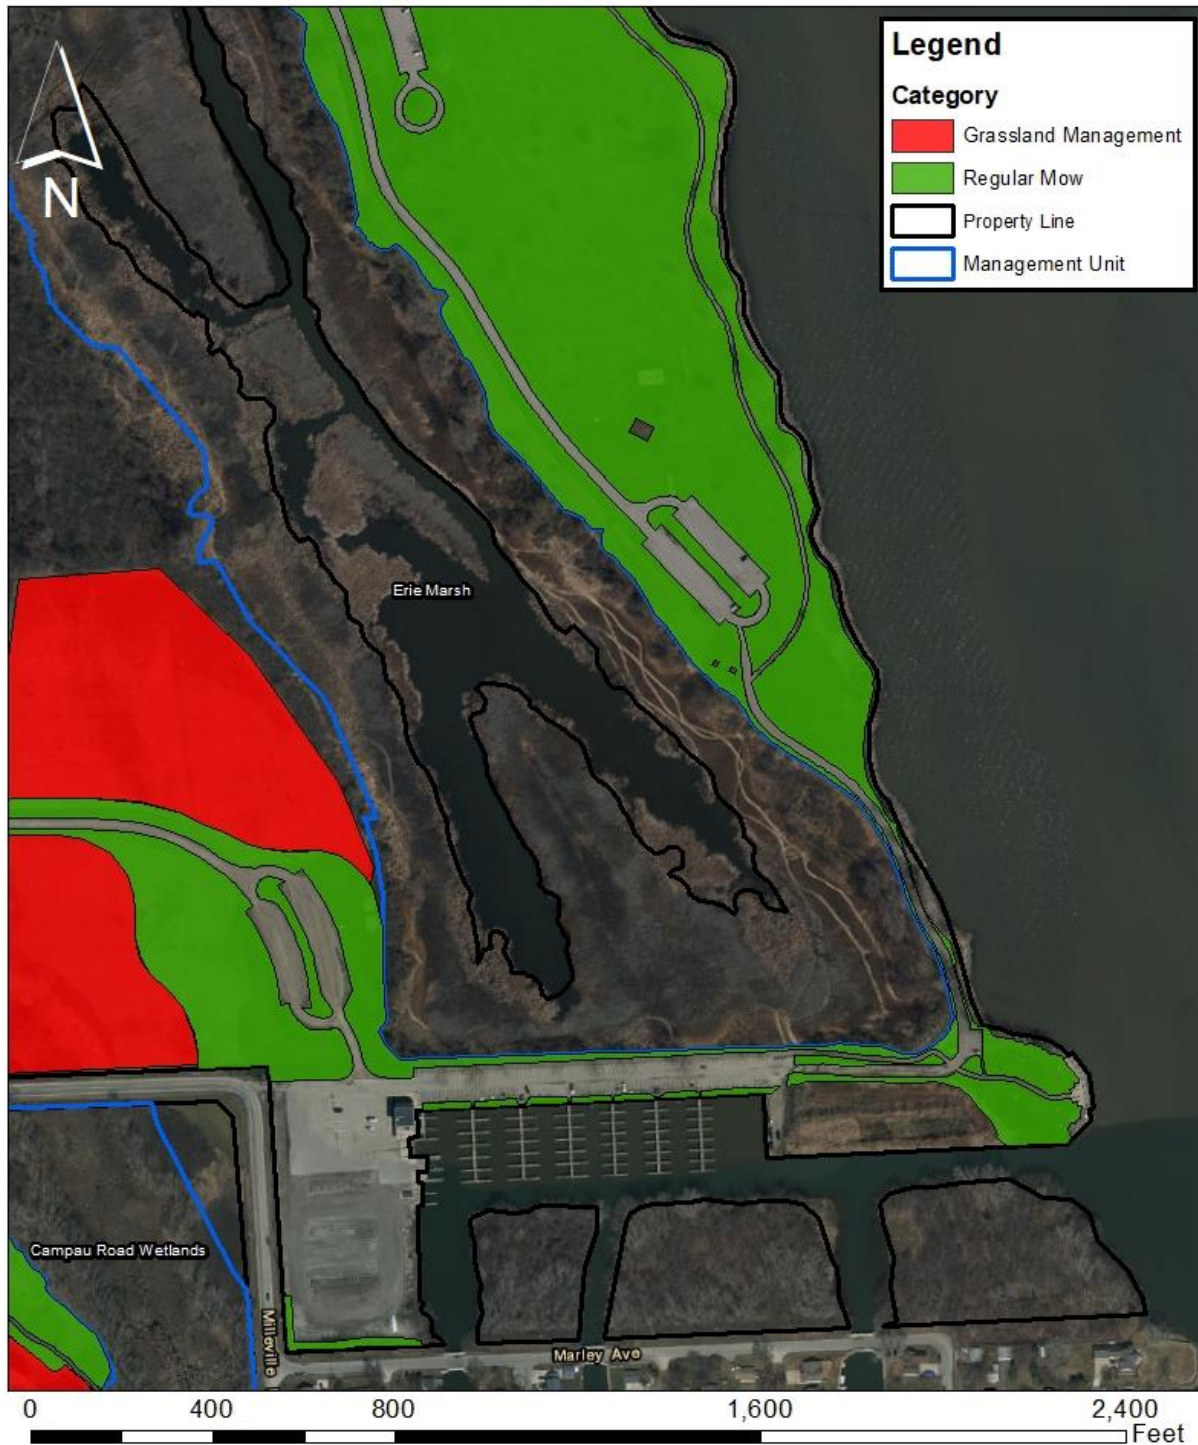 Legend
Category
Grassland Management
Regular Mow
Property Line
Management Unit
N
Erie Marsh
Campau Road Wetlands
Milleville
Marley Ave
0 400 800 1,600 2,400
Feet